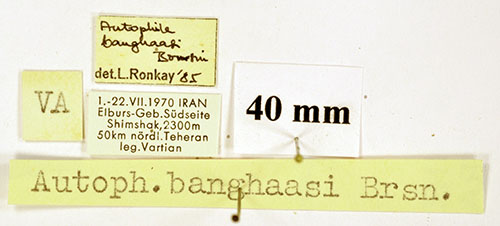 Autophila
banghaasi
Boursin
det.L.Ronkay '85
VA
1.-22.VII.1970 IRAN
Elburs-Geb.Südseite
Shimshak,2300m
50km nördl.Teheran
leg.Vartian
40 mm
Autoph.banghaasi Brsn.